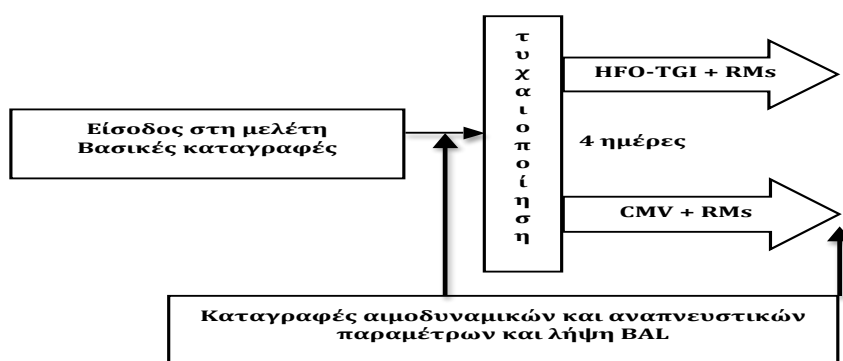 Είσοδος στη μελέτη
Βασικές καταγραφές
τυχαιοποίηση
HFO-TGI + RMs
4 ημέρες
CMV + RMs
Καταγραφές αιμοδυναμικών και αναπνευστικών
παραμέτρων και λήψη BAL